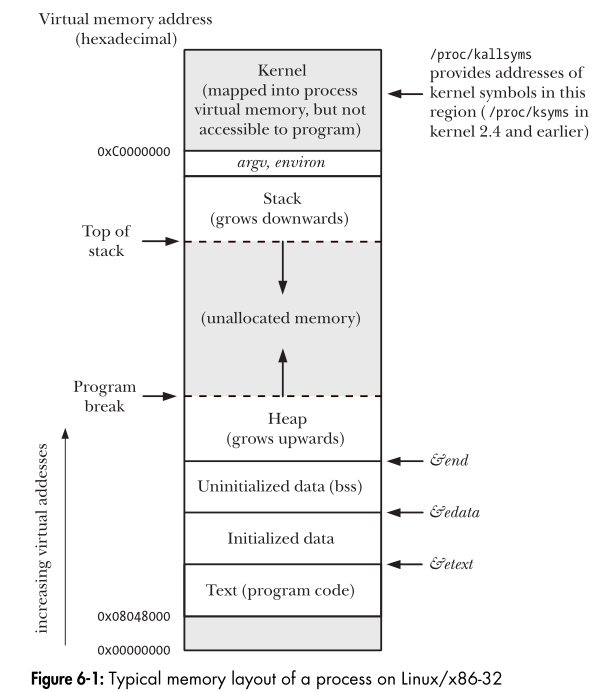 Virtual memory address
(hexadecimal)
/proc/kallsyms
provides addresses of
kernel symbols in this
region (/proc/ksyms in
kernel 2.4 and earlier)
Kernel
(mapped into process
virtual memory, but not
accessible to program)
0xC0000000
argv, environ
Stack
(grows downwards)
Top of
stack
(unallocated memory)
Program
break
Heap
(grows upwards)
&end
Uninitialized data (bss)
&edata
Initialized data
&etext
Text (program code)
0x08048000
0x00000000
increasing virtual addesses
Figure 6-1: Typical memory layout of a process on Linux/x86-32